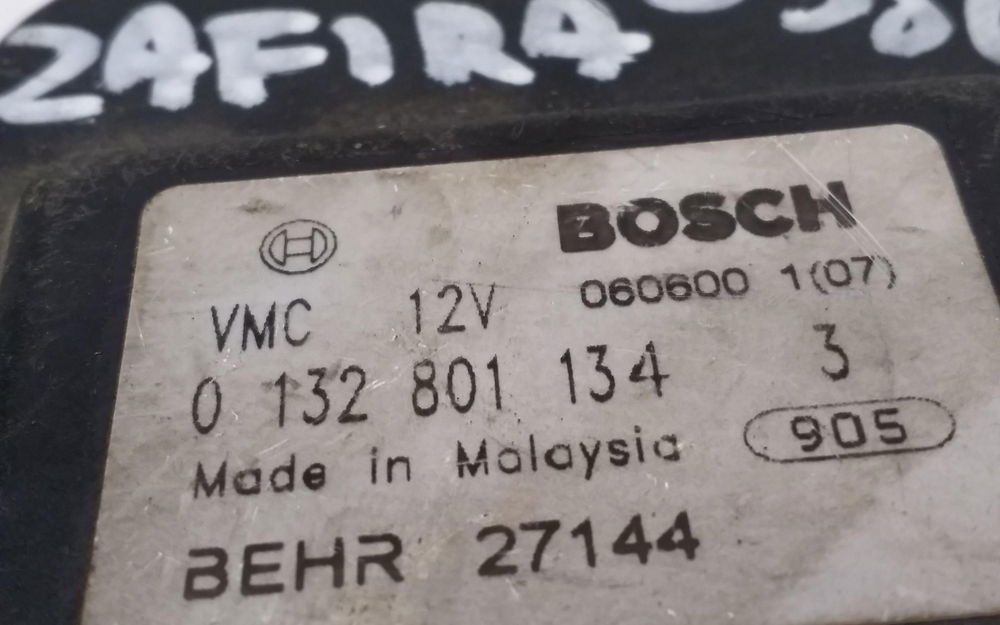 ZAFIRA
BOSCH
VMC 12V 060600 1(07)
0 132 801 134 3
Made in Malaysia 905
BEHR 27144